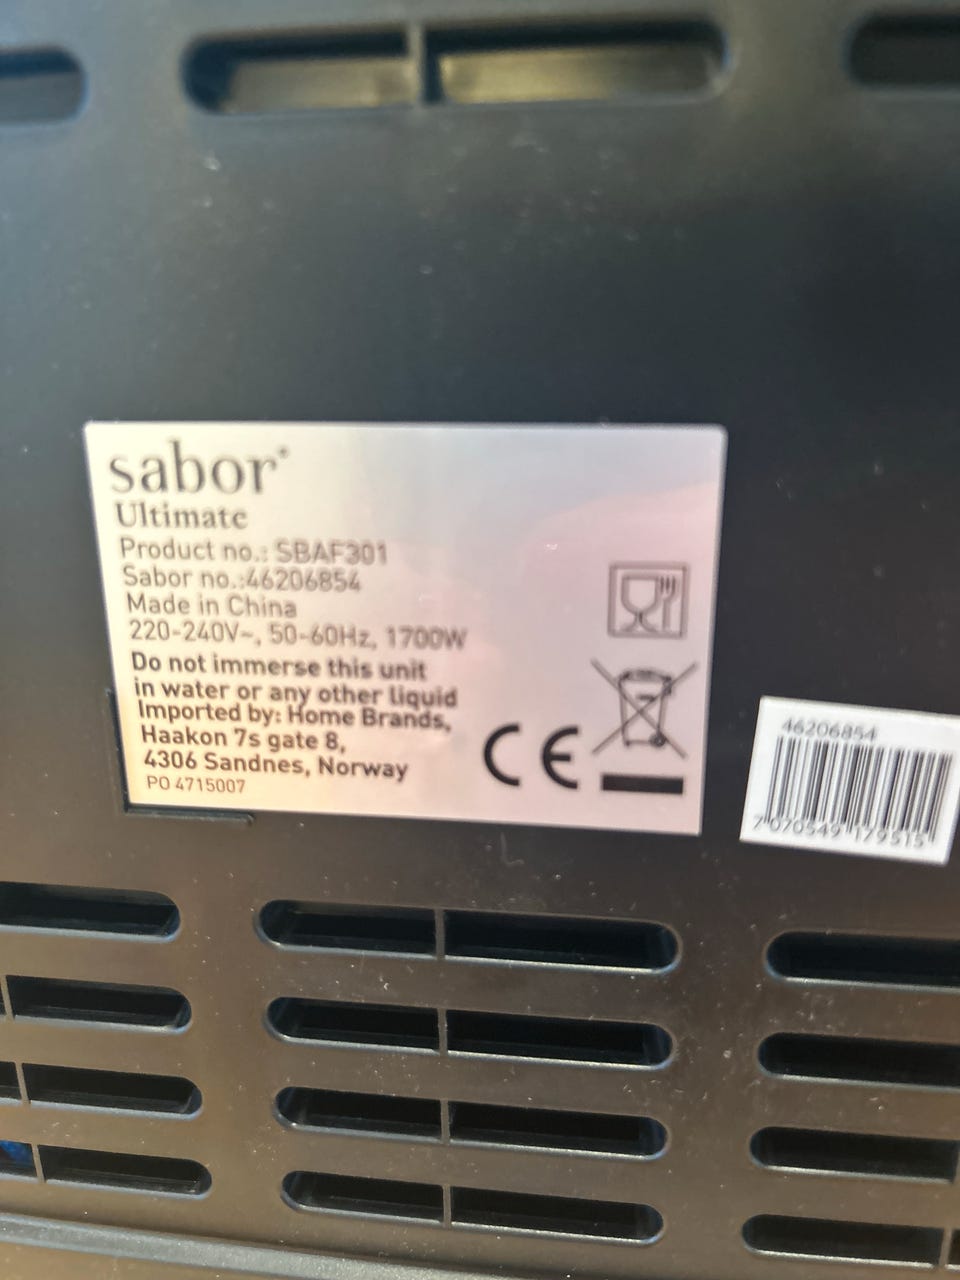 sabor®
Ultimate
Product no.: SBAF301
Sabor no.:46206854
Made in China
220-240V~, 50-60Hz, 1700W
Do not immerse this unit
in water or any other liquid
Imported by: Home Brands,
Haakon 7s gate 8,
4306 Sandnes, Norway
PO 4715007
CE
46206854
7 070549 179515